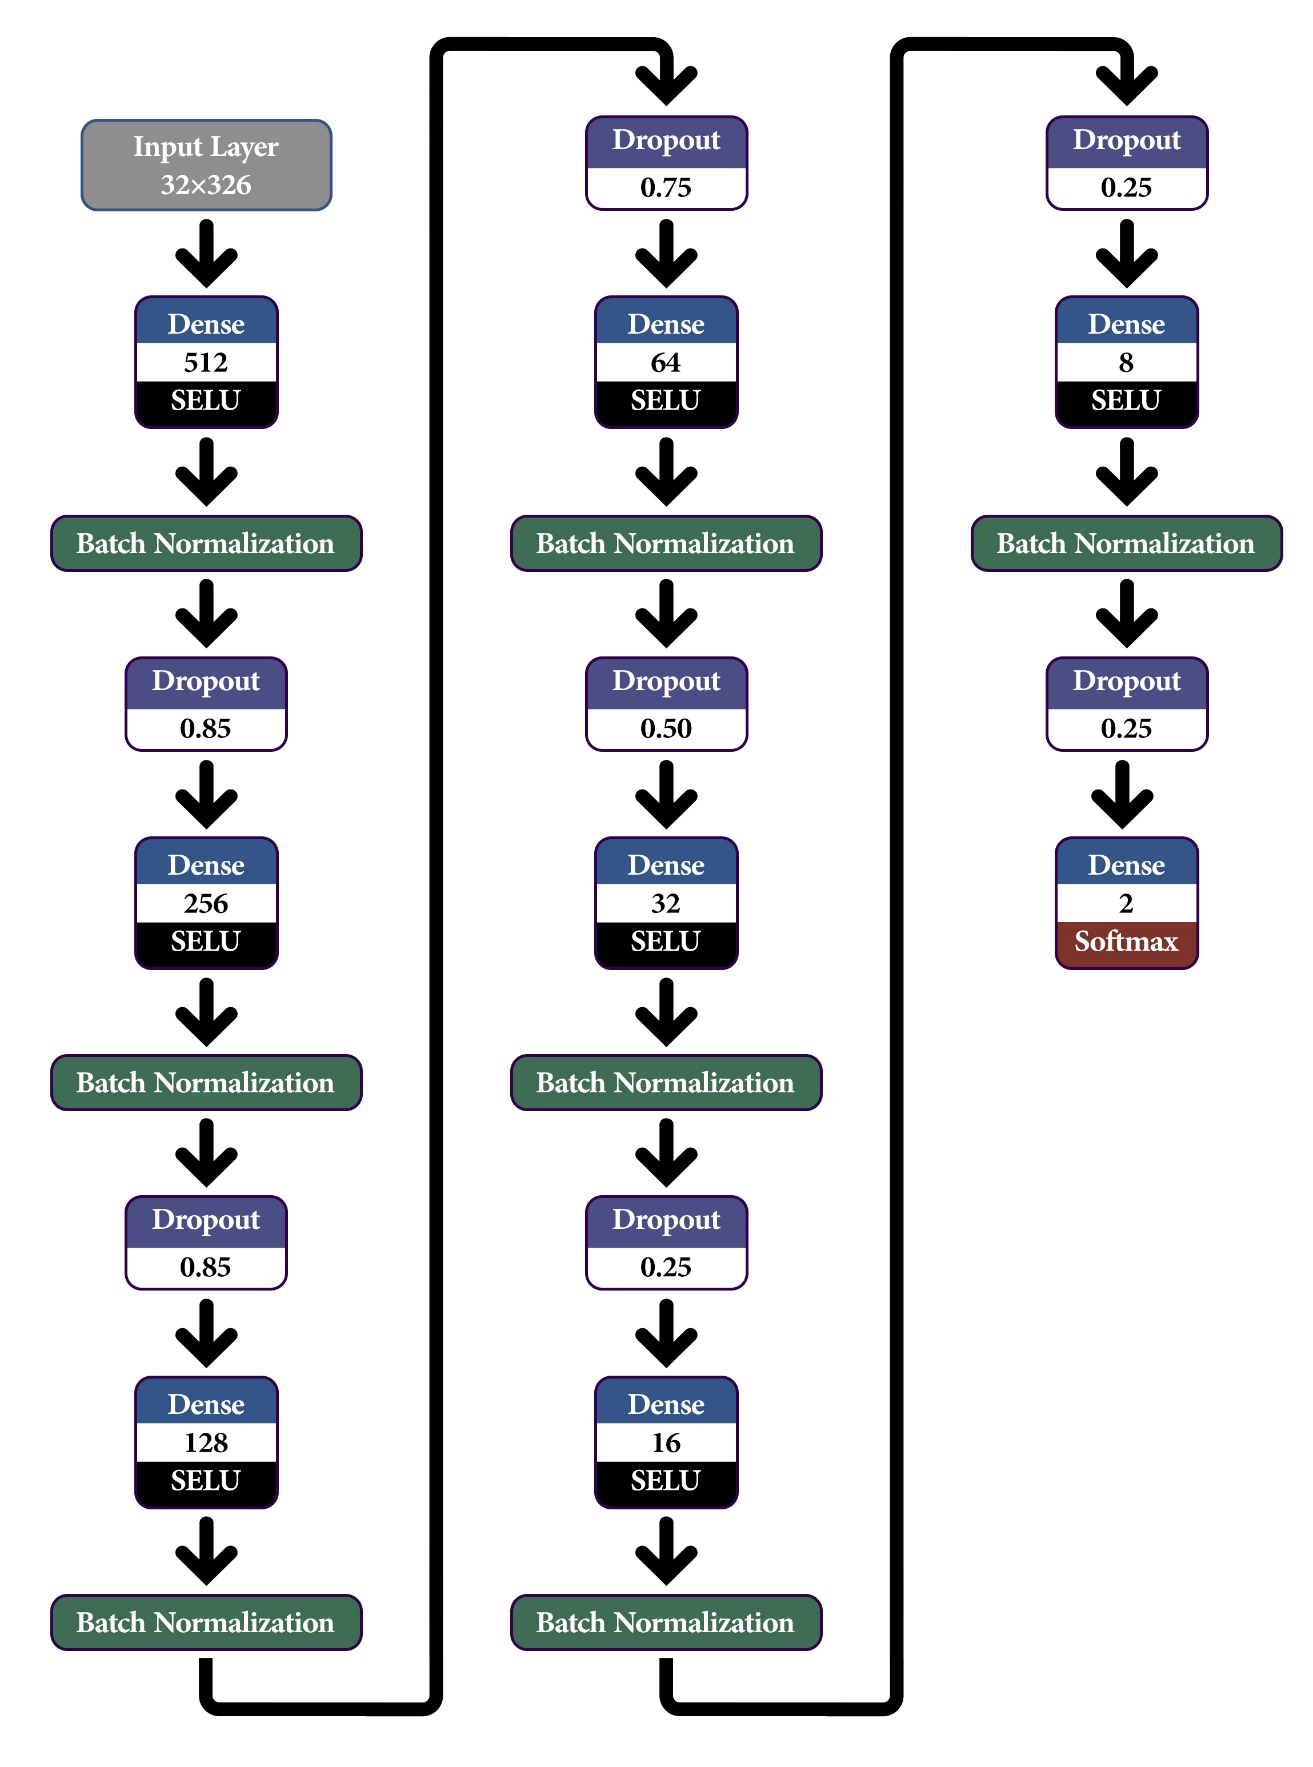 Input Layer
32×326
Dense
512
SELU
Batch Normalization
Dropout
0.85
Dense
256
SELU
Batch Normalization
Dropout
0.85
Dense
128
SELU
Batch Normalization
Dropout
0.75
Dense
64
SELU
Batch Normalization
Dropout
0.50
Dense
32
SELU
Batch Normalization
Dropout
0.25
Dense
16
SELU
Batch Normalization
Dropout
0.25
Dense
8
SELU
Batch Normalization
Dropout
0.25
Dense
2
Softmax